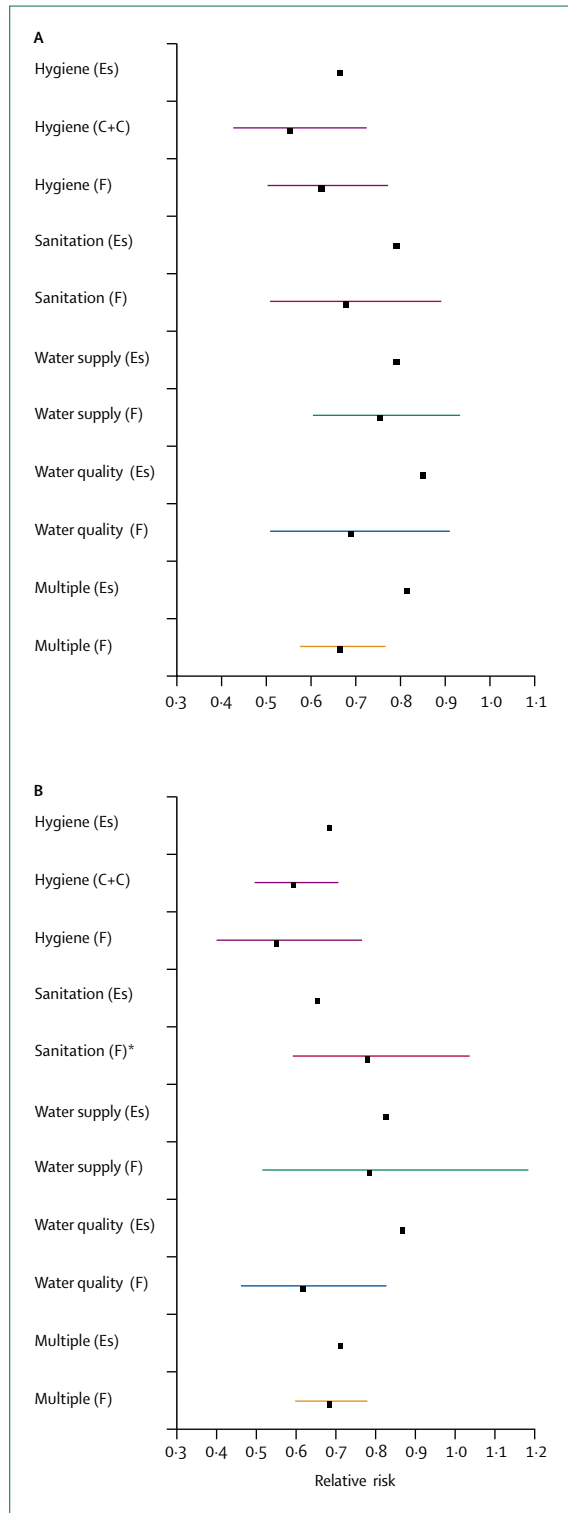 A
Hygiene (Es)
Hygiene (C+C)
Hygiene (F)
Sanitation (Es)
Sanitation (F)
Water supply (Es)
Water supply (F)
Water quality (Es)
Water quality (F)
Multiple (Es)
Multiple (F)
0·3 0·4 0·5 0·6 0·7 0·8 0·9 1·0 1·1
B
Hygiene (Es)
Hygiene (C+C)
Hygiene (F)
Sanitation (Es)
Sanitation (F)*
Water supply (Es)
Water supply (F)
Water quality (Es)
Water quality (F)
Multiple (Es)
Multiple (F)
0·3 0·4 0·5 0·6 0·7 0·8 0·9 1·0 1·1 1·2
Relative risk